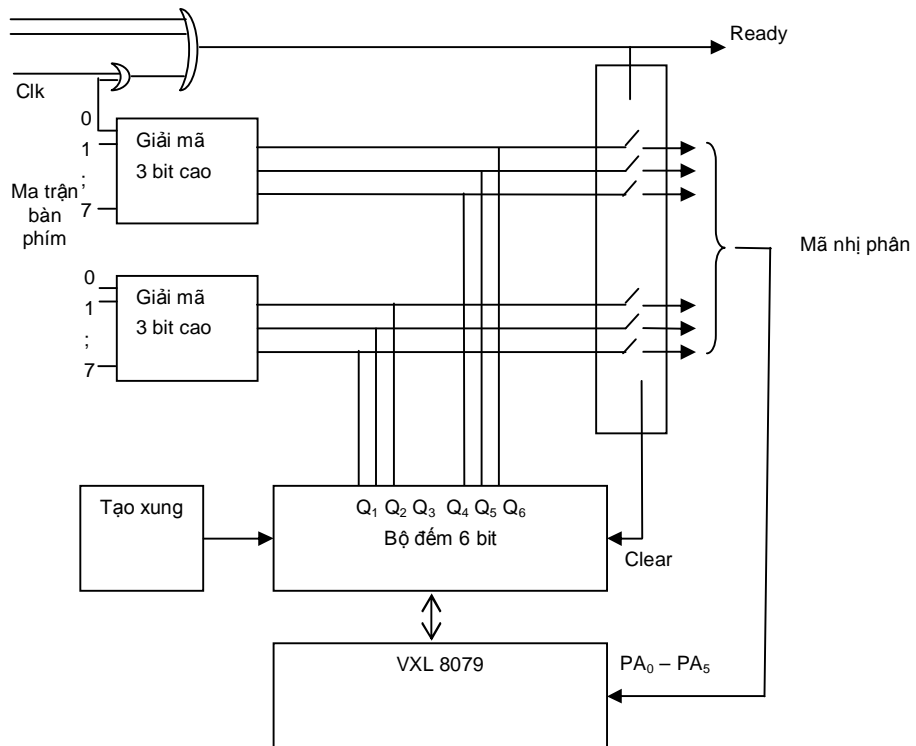 Ready
Clk
0
1
;
7
Giải mã
3 bit cao
Ma trận
bàn
phím
Mã nhị phân
0
1
;
7
Giải mã
3 bit cao
Tạo xung
Q1 Q2 Q3 Q4 Q5 Q6
Bộ đếm 6 bit
Clear
VXL 8079
PA0 – PA5